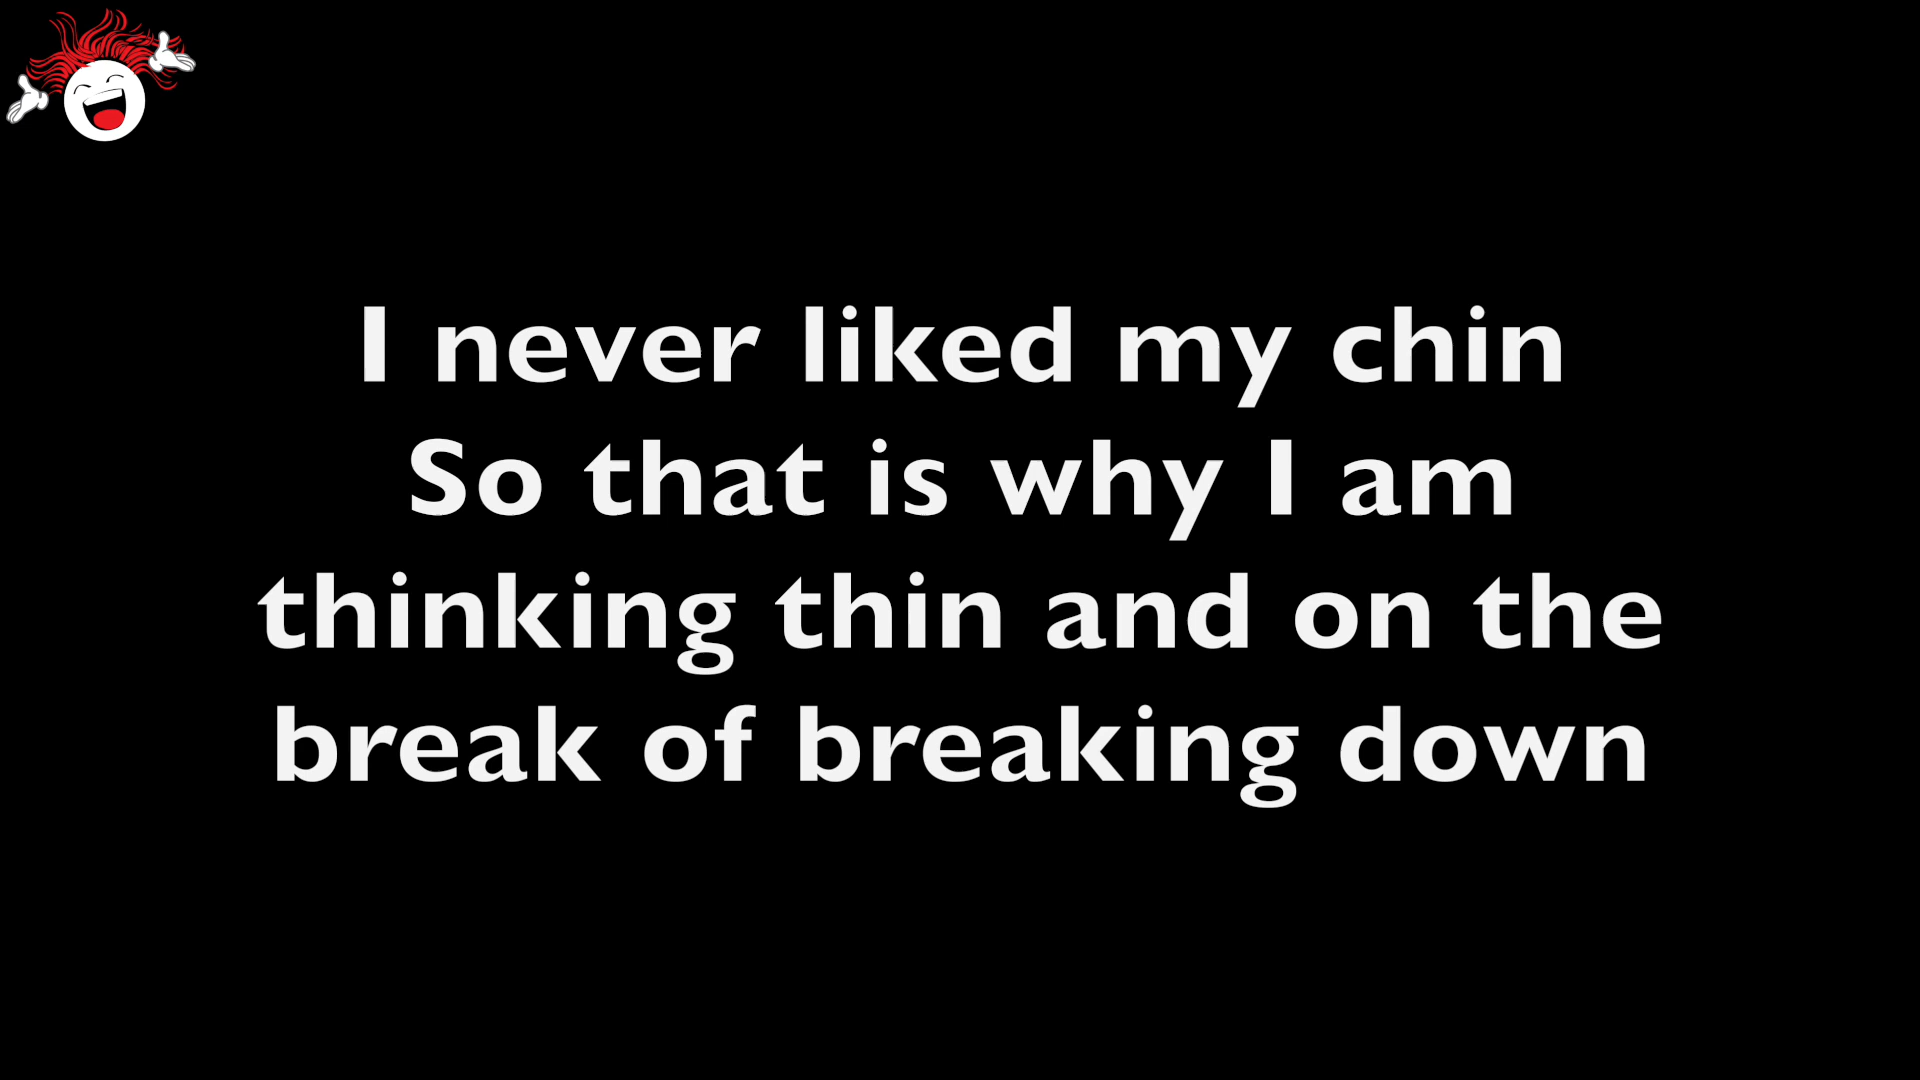 I never liked my chin
So that is why I am
thinking thin and on the
break of breaking down